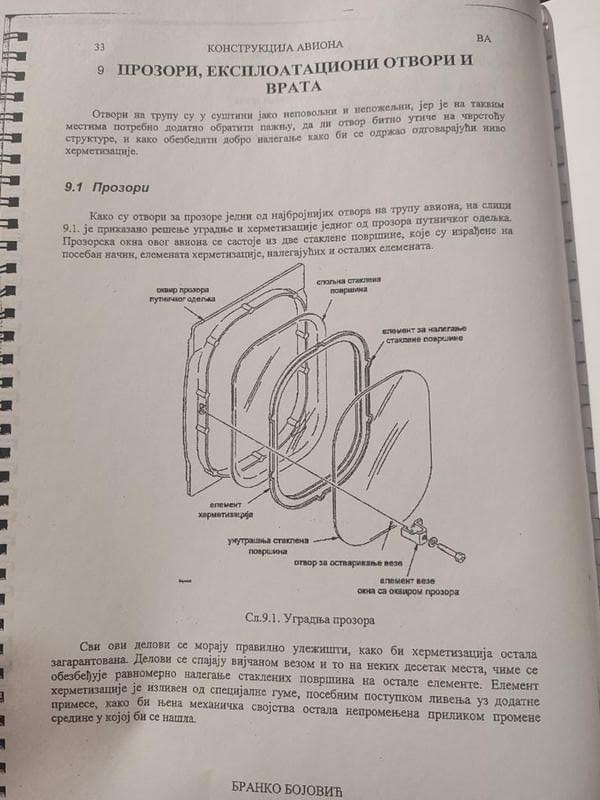 33 КОНСТРУКЦИЈА АВИОНА ВА
9 ПРОЗОРИ, ЕКСПЛОАТАЦИОНИ ОТВОРИ И
ВРАТА
Отвори на трупу су у суштини јако неповољни и непожељни, јер је на таквим
местима потребно додатно обратити пажњу, да ли отвор битно утиче на чврстоћу
структуре, и како обезбедити добро налегање како би се одржао одговарајући ниво
херметизације.
9.1 Прозори
Како су отвори за прозоре једни од најбројнијих отвора на трупу авиона, на слици
9.1. је приказано решење уградње и херметизације једног од прозора путничког одељка.
Прозорска окна овог авиона се састоје из две стаклене површине, које су израђене на
посебан начин, елемената херметизације, налегајућих и осталих елемената.
оквир прозора
путничког одељка
спољна стаклена
површина
елемент за налегање
стаклене површине
елемент
херметизације
унутрашња стаклена
површина
отвор за остваривање везе
елемент везе
окна са оквиром прозора
Сл.9.1. Уградња прозора
Сви ови делови се морају правилно улежишти, како би херметизација остала
загарантована. Делови се спајају вијчаном везом и то на неких десетак места, чиме се
обезбеђује равномерно налегање стаклених површина на остале елементе. Елемент
херметизације је изливен од специјалне гуме, посебним поступком ливења уз додатне
примесе, како би њена механичка својства остала непромењена приликом промене
средине у којој би се нашла.
БРАНКО БОЈОВИЋ